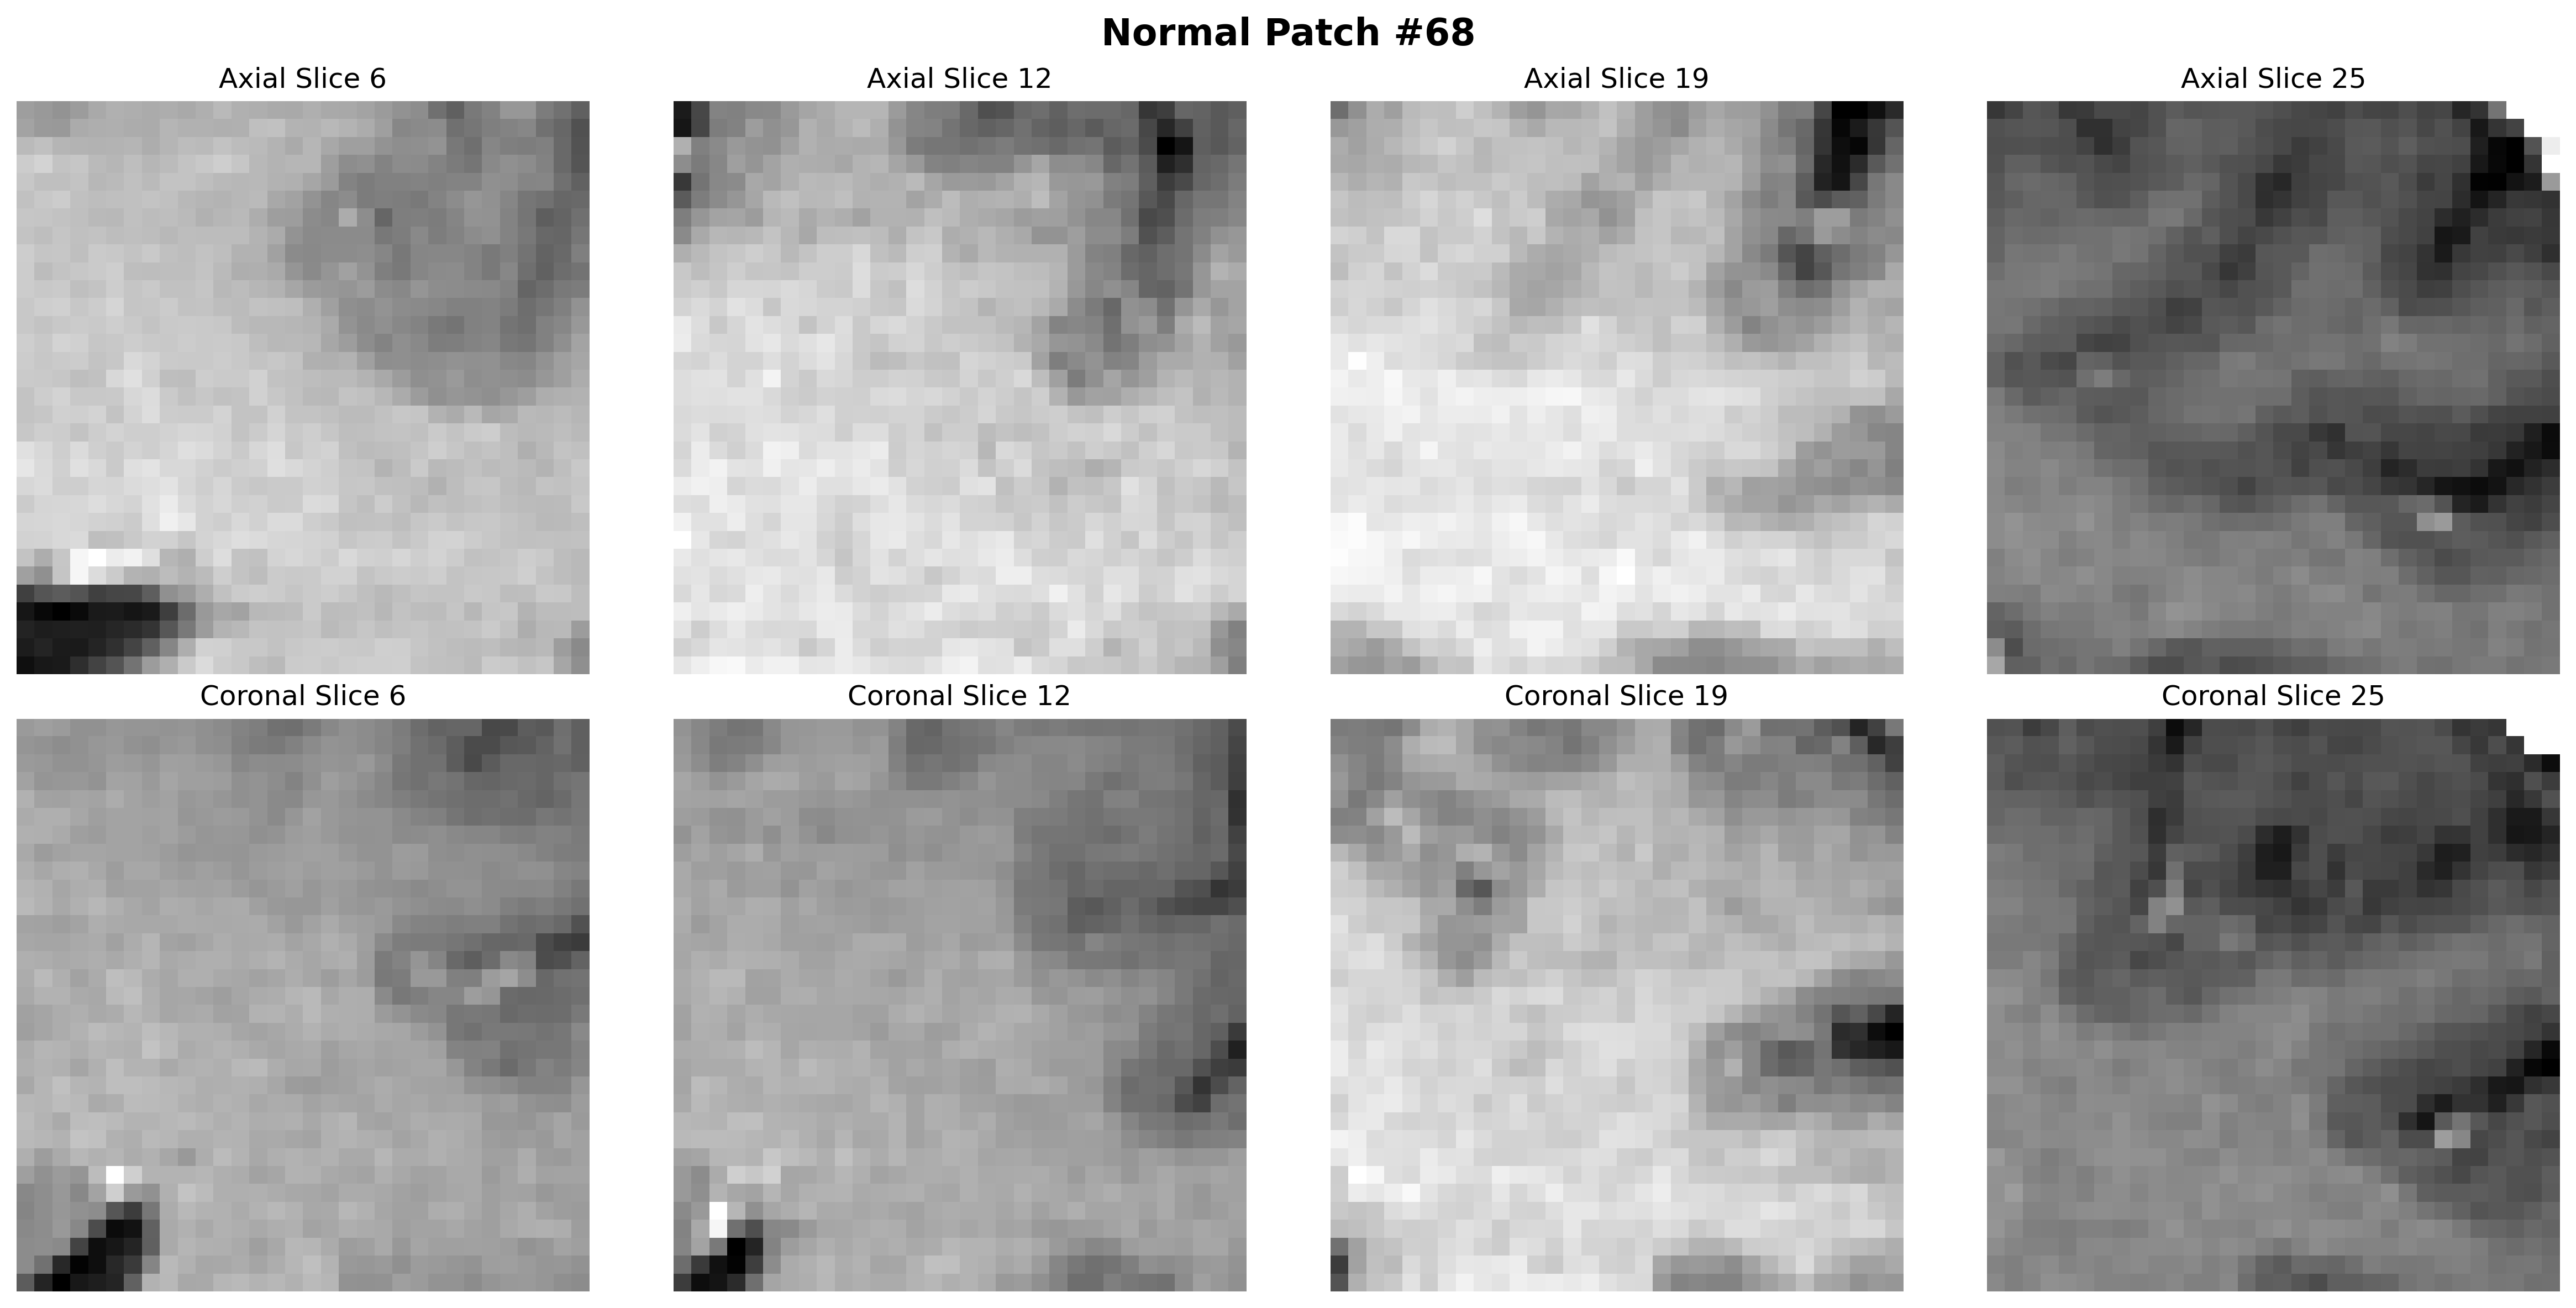 Normal Patch #68
Axial Slice 6
Axial Slice 12
Axial Slice 19
Axial Slice 25
Coronal Slice 6
Coronal Slice 12
Coronal Slice 19
Coronal Slice 25